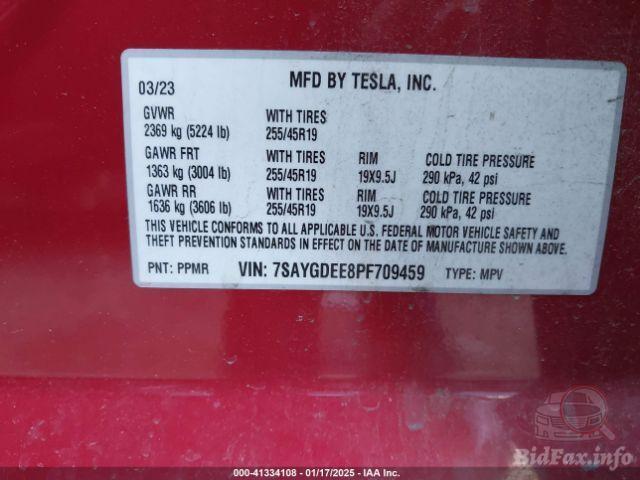 03/23 MFD BY TESLA, INC.
GVWR WITH TIRES
2369 kg (5224 lb) 255/45R19
GAWR FRT WITH TIRES RIM COLD TIRE PRESSURE
1363 kg (3004 lb) 255/45R19 19X9.5J 290 kPa, 42 psi
GAWR RR WITH TIRES RIM COLD TIRE PRESSURE
1636 kg (3606 lb) 255/45R19 19X9.5J 290 kPa, 42 psi
THIS VEHICLE CONFORMS TO ALL APPLICABLE U.S. FEDERAL MOTOR VEHICLE SAFETY AND
THEFT PREVENTION STANDARDS IN EFFECT ON THE DATE OF MANUFACTURE SHOWN ABOVE.
PNT: PPMR VIN: 7SAYGDEE8PF709459 TYPE: MPV
BidFax.info
000-41334108 - 01/17/2025 - IAA Inc.